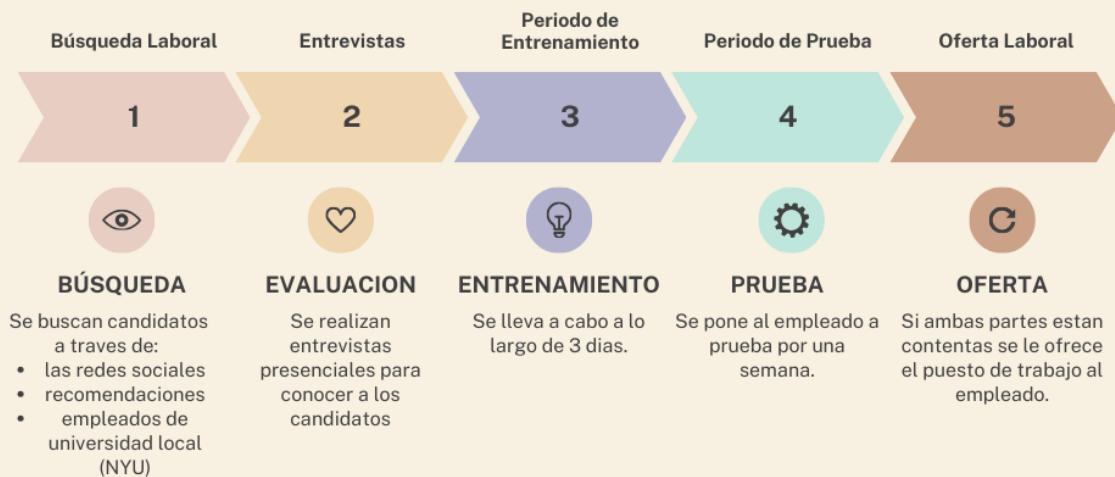 Búsqueda Laboral
Entrevistas
Periodo de
Entrenamiento
Periodo de Prueba
Oferta Laboral
1
2
3
4
5
BÚSQUEDA
Se buscan candidatos
a traves de:
• las redes sociales
• recomendaciones
• empleados de
universidad local
(NYU)
EVALUACION
Se realizan
entrevistas
presenciales para
conocer a los
candidatos
ENTRENAMIENTO
Se lleva a cabo a lo
largo de 3 dias.
PRUEBA
Se pone al empleado a
prueba por una
semana.
OFERTA
Si ambas partes estan
contentas se le ofrece
el puesto de trabajo al
empleado.